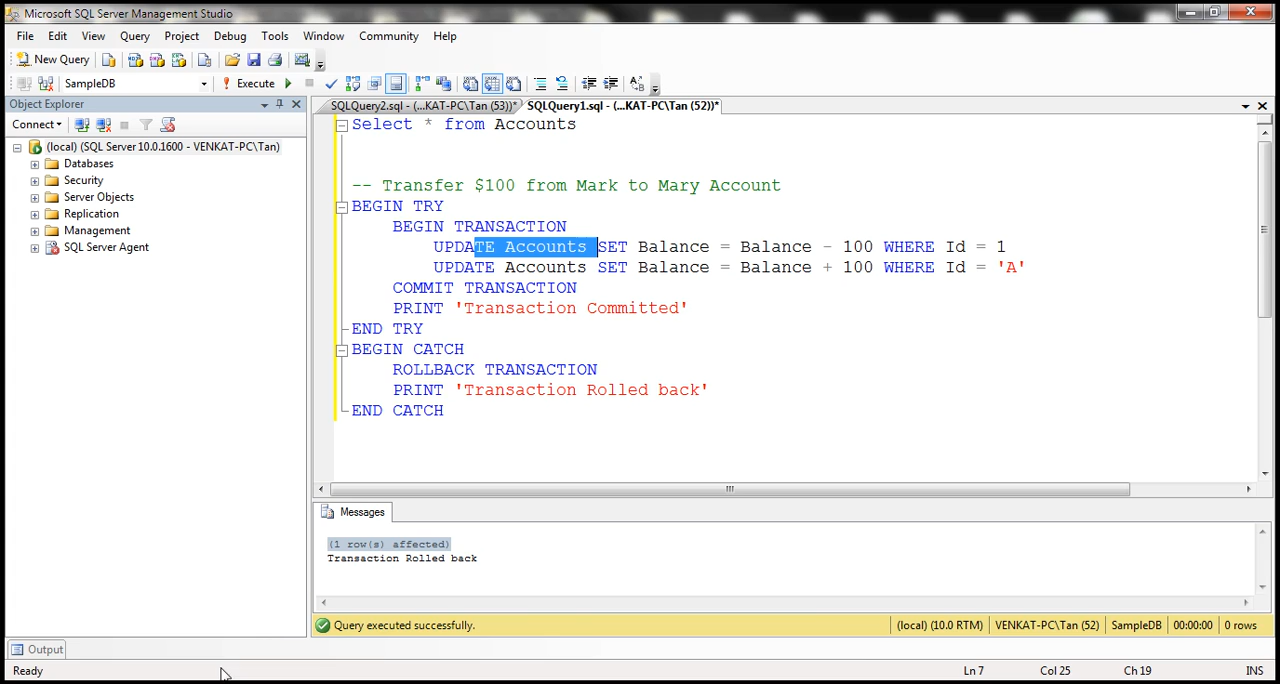 Microsoft SQL Server Management Studio
File Edit View Query Project Debug Tools Window Community Help
New Query
SampleDB Execute
Object Explorer
SQLQuery2.sql - (...KAT-PC\Tan (53))* SQLQuery1.sql - (...KAT-PC\Tan (52))*
Connect
(local) (SQL Server 10.0.1600 - VENKAT-PC\Tan)
Databases
Security
Server Objects
Replication
Management
SQL Server Agent
Select * from Accounts
-- Transfer $100 from Mark to Mary Account
BEGIN TRY
BEGIN TRANSACTION
UPDATE Accounts SET Balance = Balance - 100 WHERE Id = 1
UPDATE Accounts SET Balance = Balance + 100 WHERE Id = 'A'
COMMIT TRANSACTION
PRINT 'Transaction Committed'
END TRY
BEGIN CATCH
ROLLBACK TRANSACTION
PRINT 'Transaction Rolled back'
END CATCH
Messages
(1 row(s) affected)
Transaction Rolled back
Query executed successfully. (local) (10.0 RTM) VENKAT-PC\Tan (52) SampleDB 00:00:00 0 rows
Output
Ready Ln 7 Col 25 Ch 19 INS